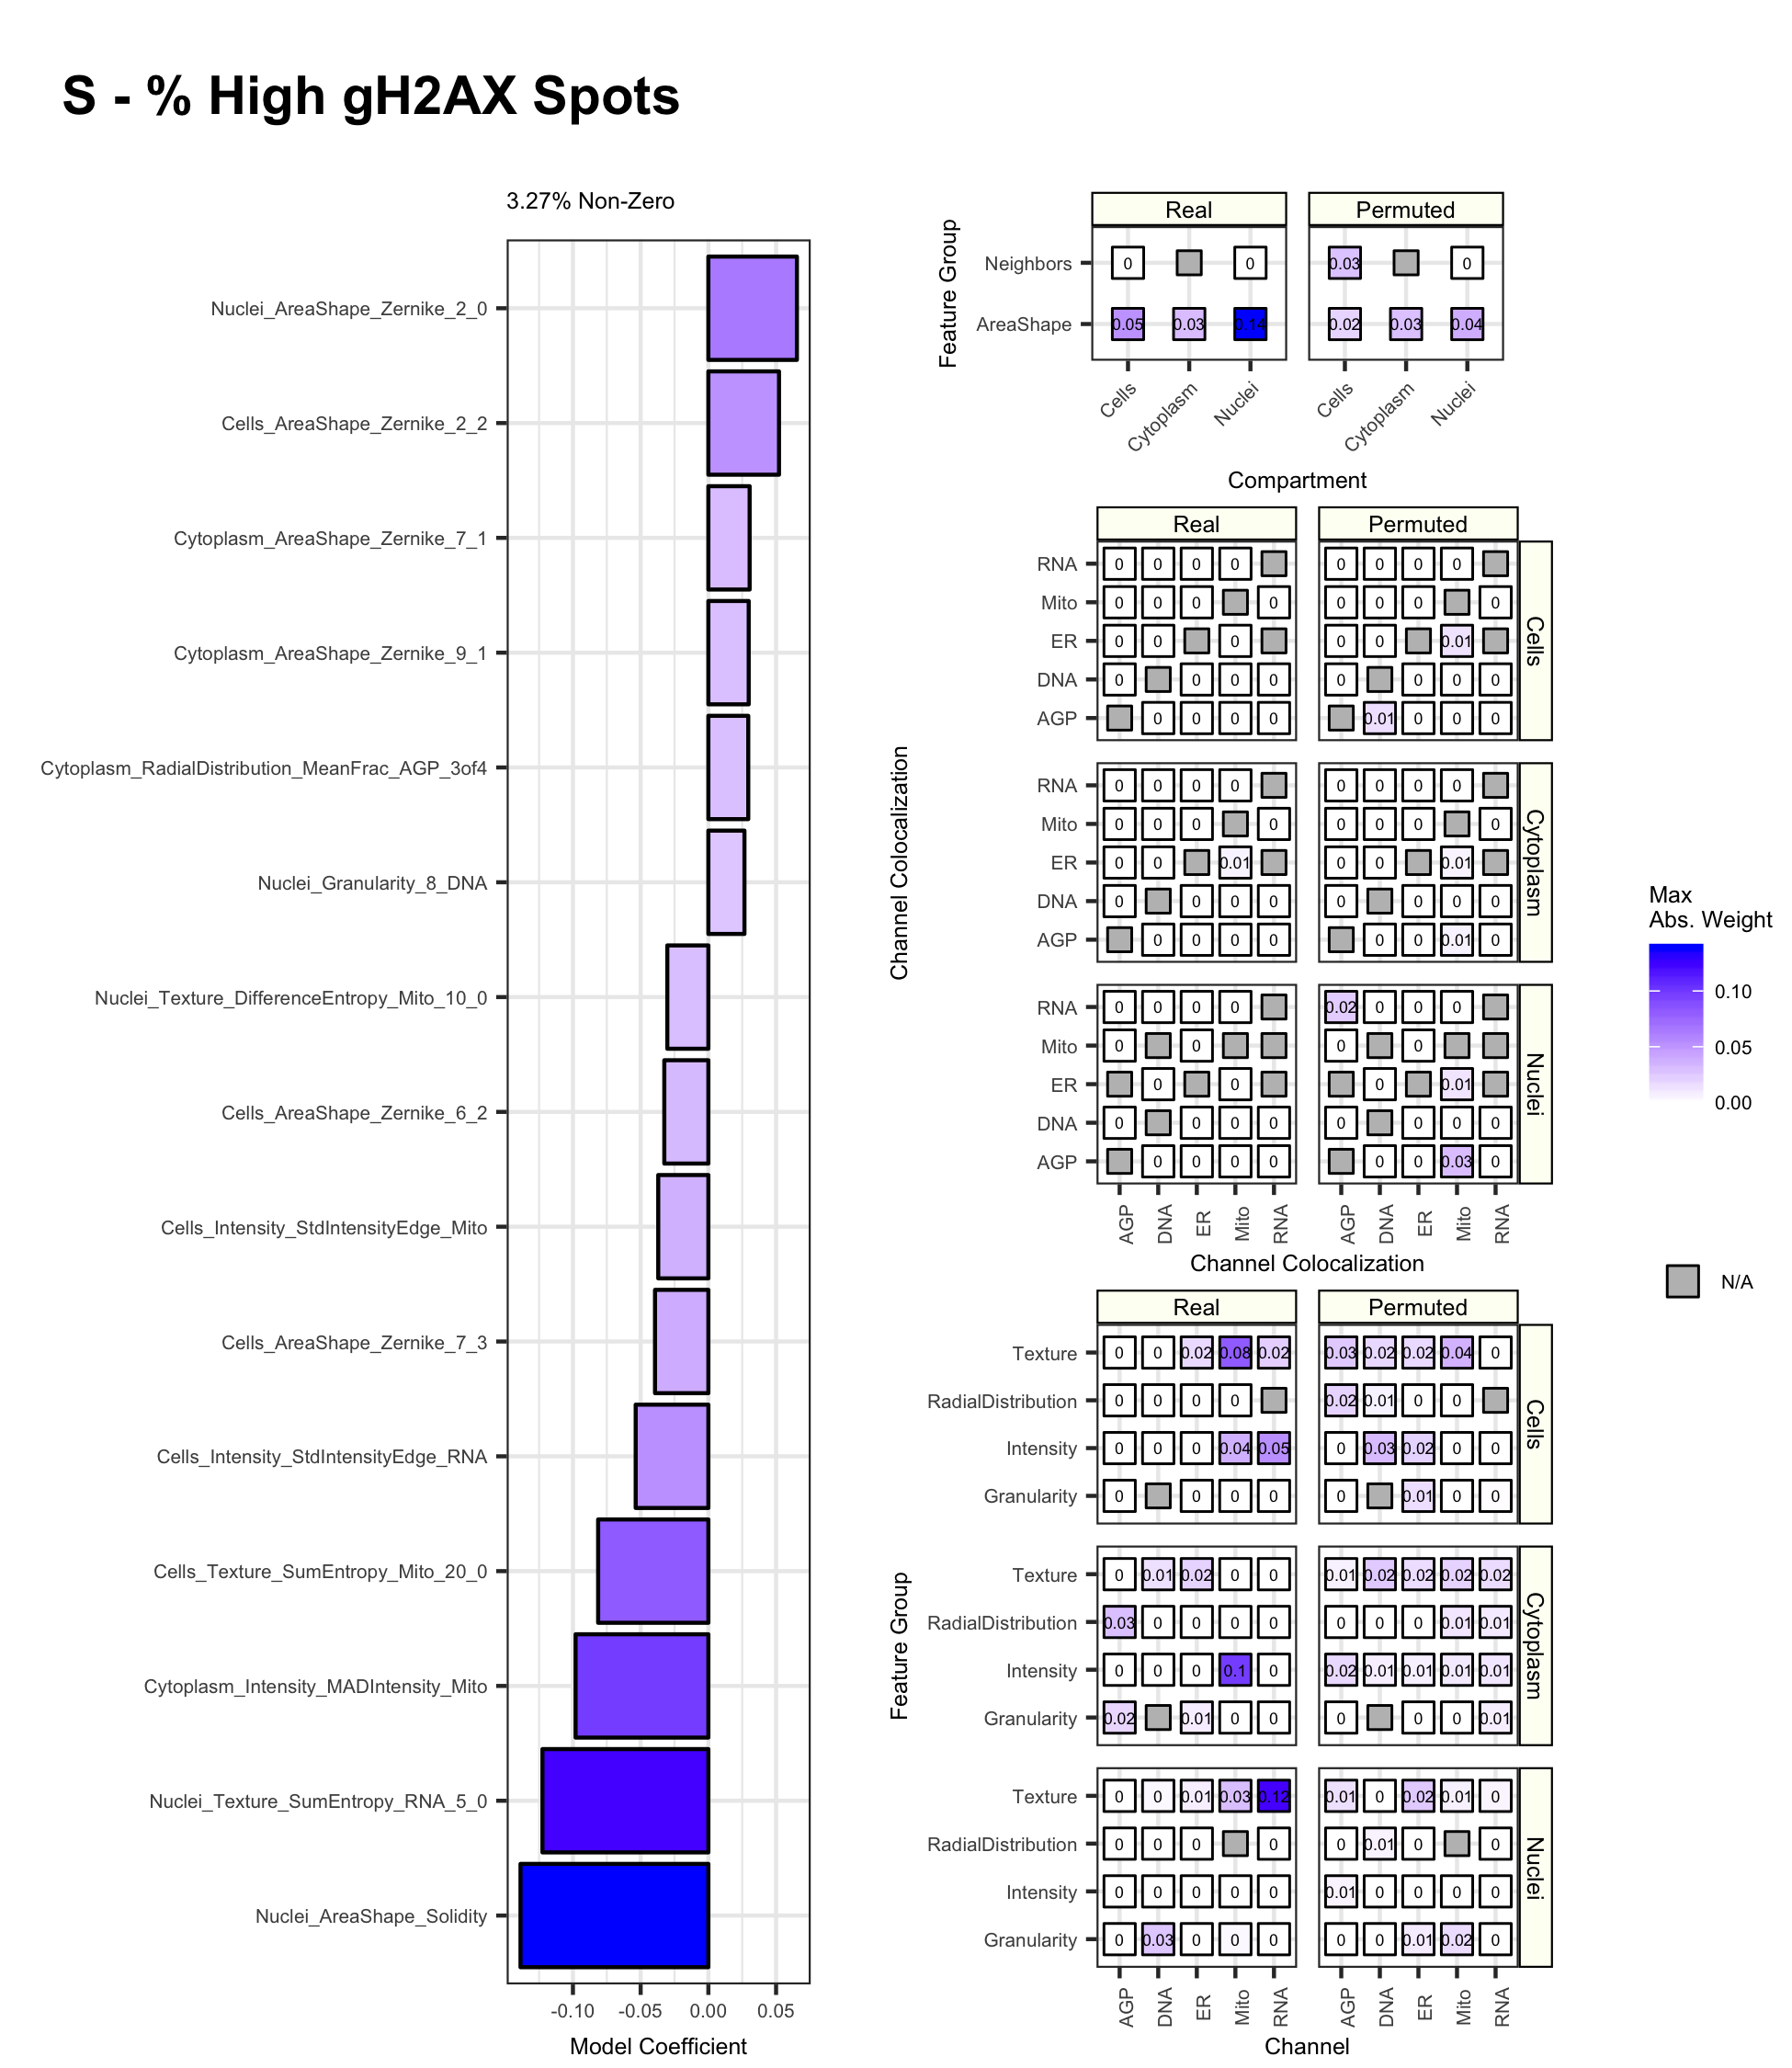 S - % High gH2AX Spots
3.27% Non-Zero
Nuclei_AreaShape_Zernike_2_0
Cells_AreaShape_Zernike_2_2
Cytoplasm_AreaShape_Zernike_7_1
Cytoplasm_AreaShape_Zernike_9_1
Cytoplasm_RadialDistribution_MeanFrac_AGP_3of4
Nuclei_Granularity_8_DNA
Nuclei_Texture_DifferenceEntropy_Mito_10_0
Cells_AreaShape_Zernike_6_2
Cells_Intensity_StdIntensityEdge_Mito
Cells_AreaShape_Zernike_7_3
Cells_Intensity_StdIntensityEdge_RNA
Cells_Texture_SumEntropy_Mito_20_0
Cytoplasm_Intensity_MADIntensity_Mito
Nuclei_Texture_SumEntropy_RNA_5_0
Nuclei_AreaShape_Solidity
-0.10 -0.05 0.00 0.05
Model Coefficient
Real Permuted
Feature Group
Neighbors 0 0 0.03 0
AreaShape 0.05 0.03 0.14 0.02 0.03 0.04
Cells Cytoplasm Nuclei Cells Cytoplasm Nuclei
Compartment
Real Permuted
Channel Colocalization
RNA 0 0 0 0 0 0 0 0
Mito 0 0 0 0 0 0 0 0
ER 0 0 0 0 0 0.01
DNA 0 0 0 0 0 0 0 0
AGP 0 0 0 0 0.01 0 0 0
Cells
RNA 0 0 0 0 0 0 0 0
Mito 0 0 0 0 0 0 0 0
ER 0 0 0.01 0 0 0.01
DNA 0 0 0 0 0 0 0 0
AGP 0 0 0 0 0 0 0.01 0
Cytoplasm
RNA 0 0 0 0 0.02 0 0 0
Mito 0 0 0 0
ER 0 0 0 0.01
DNA 0 0 0 0 0 0 0 0
AGP 0 0 0 0 0 0 0.03 0
Nuclei
AGP DNA ER Mito RNA AGP DNA ER Mito RNA
Channel Colocalization
Real Permuted
Feature Group
Texture 0 0 0.02 0.08 0.02 0.03 0.02 0.02 0.04 0
RadialDistribution 0 0 0 0 0.02 0.01 0 0
Intensity 0 0 0 0.04 0.05 0 0.03 0.02 0 0
Granularity 0 0 0 0 0 0.01 0 0
Cells
Texture 0 0.01 0.02 0 0 0.01 0.02 0.02 0.02 0.02
RadialDistribution 0.03 0 0 0 0 0 0 0 0.01 0.01
Intensity 0 0 0 0.1 0 0.02 0.01 0.01 0.01 0.01
Granularity 0.02 0.01 0 0 0 0 0 0.01
Cytoplasm
Texture 0 0 0.01 0.03 0.12 0.01 0 0.02 0.01 0
RadialDistribution 0 0 0 0 0 0.01 0 0
Intensity 0 0 0 0 0 0.01 0 0 0 0
Granularity 0 0.03 0 0 0 0 0 0.01 0.02 0
Nuclei
AGP DNA ER Mito RNA AGP DNA ER Mito RNA
Channel
Max
Abs. Weight
0.10
0.05
0.00
N/A